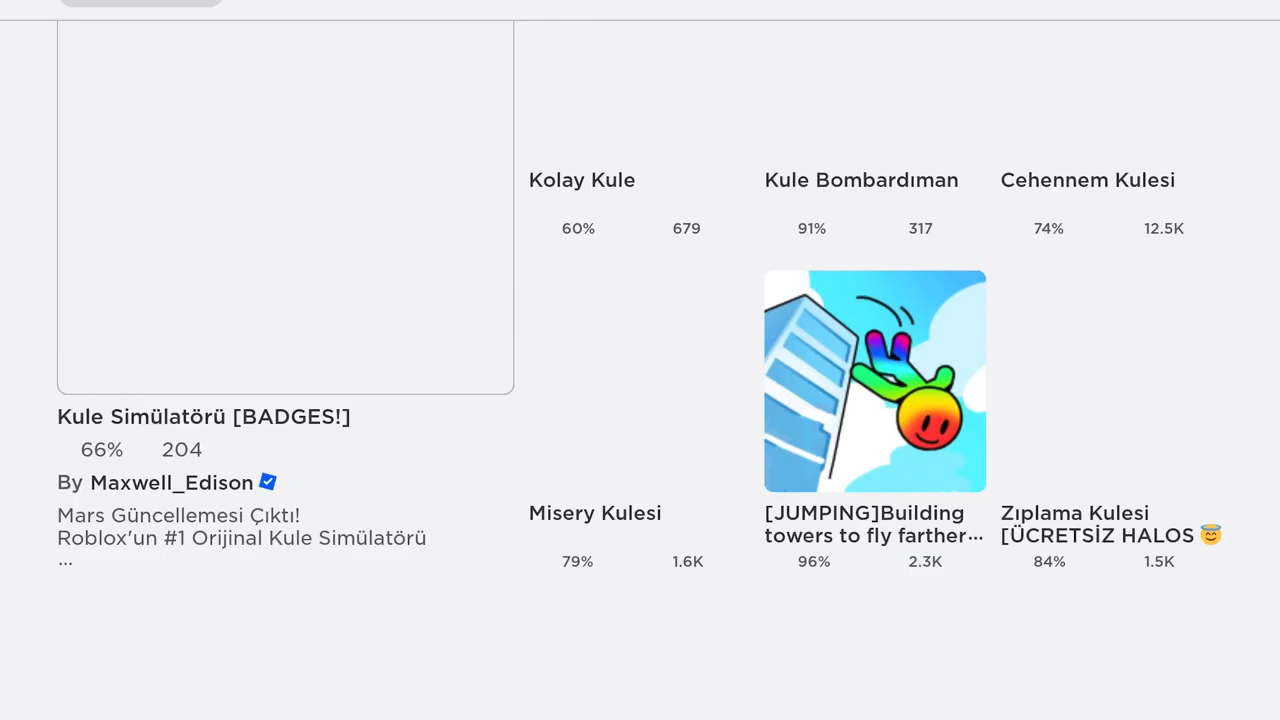 Kolay Kule
60% 679
Kule Bombardıman
91% 317
Cehennem Kulesi
74% 12.5K
Kule Simülatörü [BADGES!]
66% 204
By Maxwell_Edison
Mars Güncellemesi Çıktı!
Roblox'un #1 Orijinal Kule Simülatörü
...
Misery Kulesi
79% 1.6K
[JUMPING]Building
towers to fly farther...
96% 2.3K
Zıplama Kulesi
[ÜCRETSİZ HALOS 😇
84% 1.5K